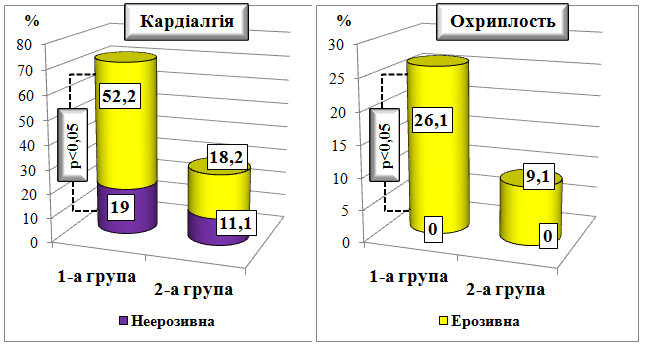 Кардіалгія
%
80
70
60
50
40
30
20
10
0
p<0,05
52,2
19
18,2
11,1
1-а група
2-а група
Неерозивна
Охриплость
%
30
25
20
15
10
5
0
p<0,05
26,1
0
9,1
0
1-а група
2-а група
Ерозивна